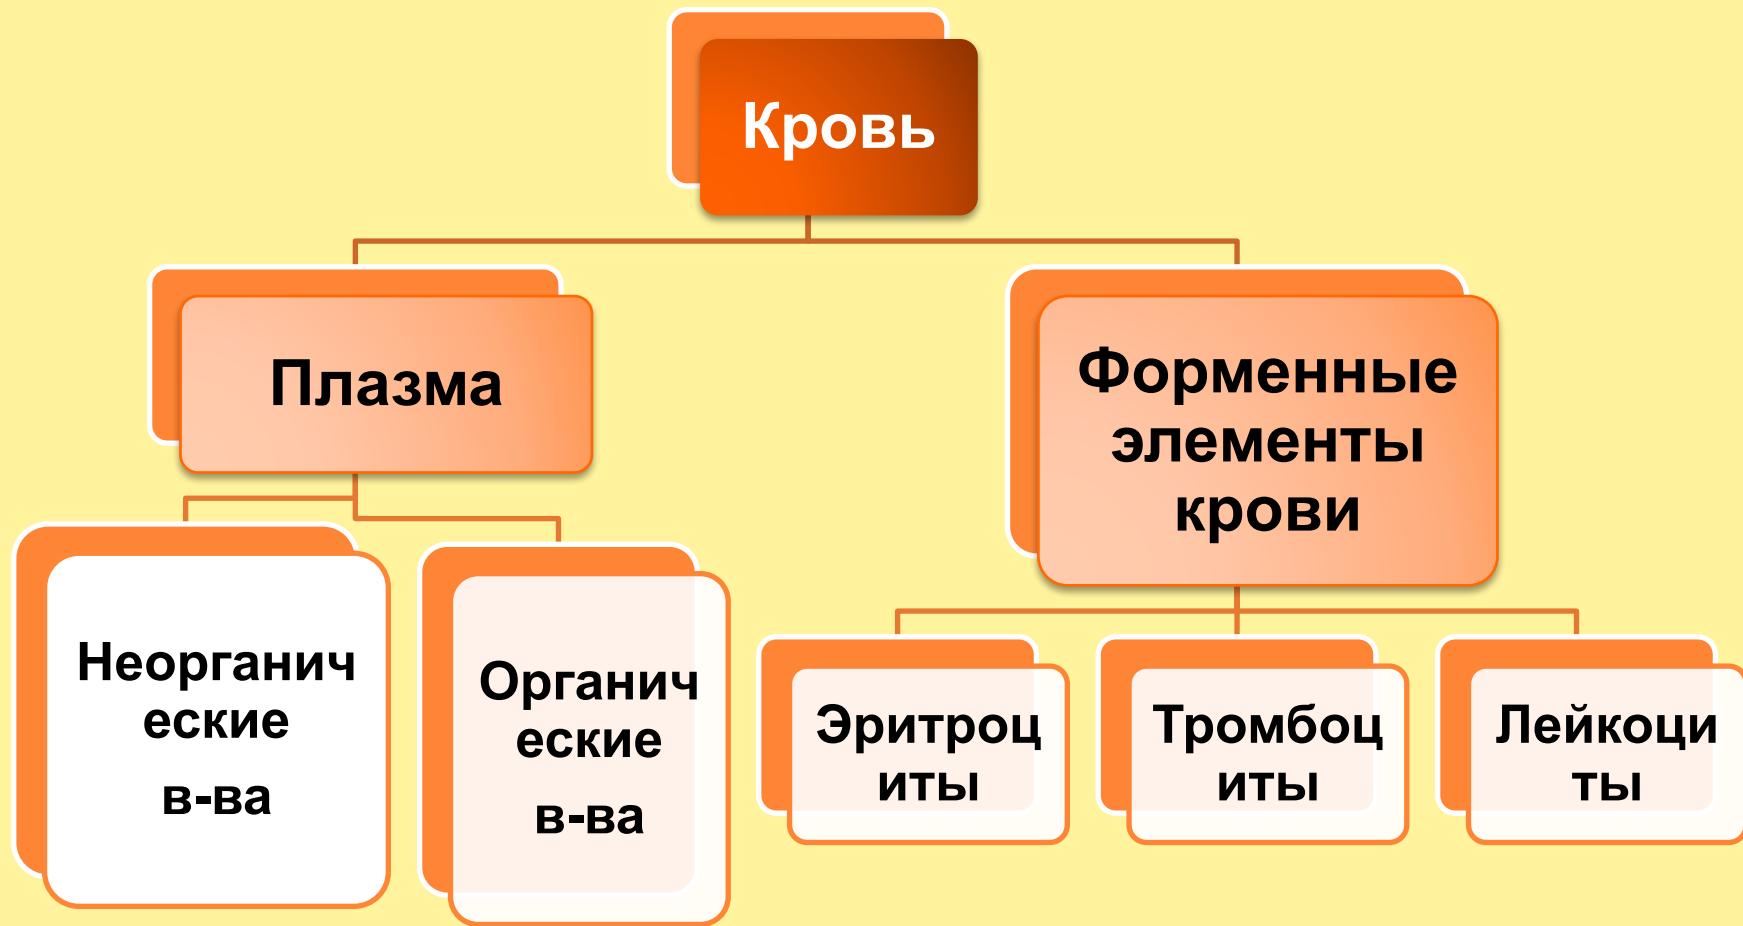 Кровь
Плазма
Форменные
элементы
крови
Неорганич
еские
в-ва
Органич
еские
в-ва
Эритроц
иты
Тромбоц
иты
Лейкоци
ты